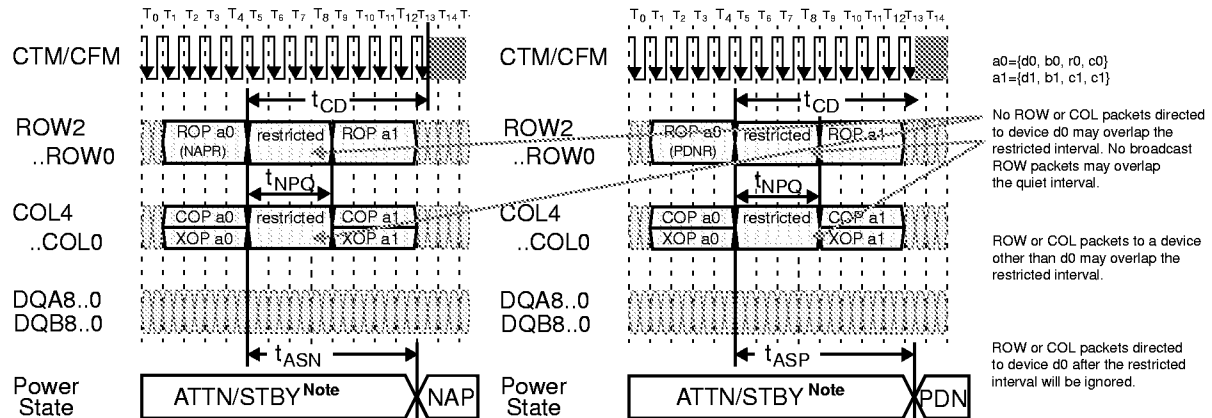 T0 T1 T2 T3 T4 T5 T6 T7 T8 T9 T10 T11 T12 T13 T14
CTM/CFM
tCD
ROW2
..ROW0
ROP a0
(NAPR)
restricted
ROP a1
tNPQ
COL4
..COL0
COP a0
XOP a0
restricted
COP a1
XOP a1
DQA8..0
DQB8..0
tASN
Power
State
ATTN/STBY Note
NAP
T0 T1 T2 T3 T4 T5 T6 T7 T8 T9 T10 T11 T12 T13 T14
CTM/CFM
tCD
ROW2
..ROW0
ROP a0
(PDNR)
restricted
ROP a1
tNPQ
COL4
..COL0
COP a0
XOP a0
restricted
COP a1
XOP a1
DQA8..0
DQB8..0
tASP
Power
State
ATTN/STBY Note
PDN
a0={d0, b0, r0, c0}
a1={d1, b1, c1, c1}
No ROW or COL packets directed
to device d0 may overlap the
restricted interval. No broadcast
ROW packets may overlap
the quiet interval.
ROW or COL packets to a device
other than d0 may overlap the
restricted interval.
ROW or COL packets directed
to device d0 after the restricted
interval will be ignored.